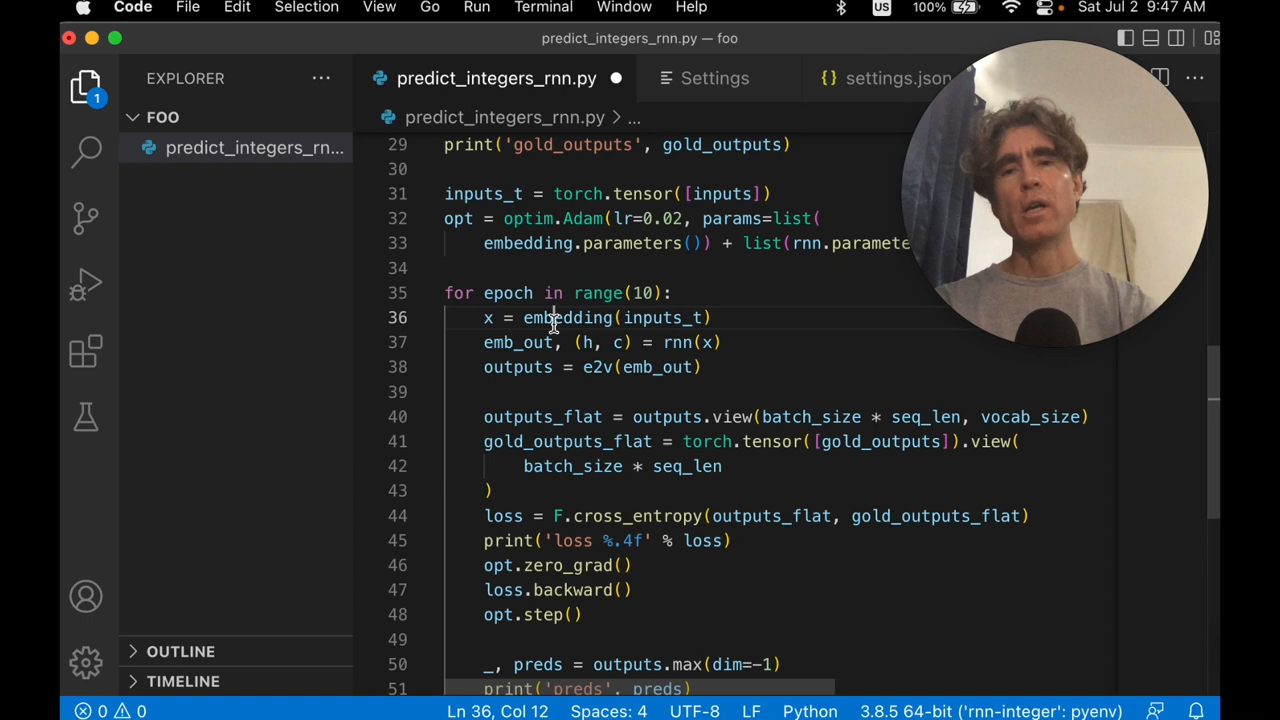 Code File Edit Selection View Go Run Terminal Window Help US 100% Sat Jul 2 9:47 AM
predict_integers_rnn.py — foo
EXPLORER ··· predict_integers_rnn.py Settings {} settings.json ···
1
FOO
predict_integers_rnn.py > ...
predict_integers_rn...
29 print('gold_outputs', gold_outputs)
30
31 inputs_t = torch.tensor([inputs])
32 opt = optim.Adam(lr=0.02, params=list(
33 embedding.parameters()) + list(rnn.paramete
34
35 for epoch in range(10):
36 x = embedding(inputs_t)
37 emb_out, (h, c) = rnn(x)
38 outputs = e2v(emb_out)
39
40 outputs_flat = outputs.view(batch_size * seq_len, vocab_size)
41 gold_outputs_flat = torch.tensor([gold_outputs]).view(
42 batch_size * seq_len
43 )
44 loss = F.cross_entropy(outputs_flat, gold_outputs_flat)
45 print('loss %.4f' % loss)
46 opt.zero_grad()
47 loss.backward()
48 opt.step()
49
50 _, preds = outputs.max(dim=-1)
51 print('preds', preds)
OUTLINE
TIMELINE
0 0 Ln 36, Col 12 Spaces: 4 UTF-8 LF Python 3.8.5 64-bit ('rnn-integer': pyenv)